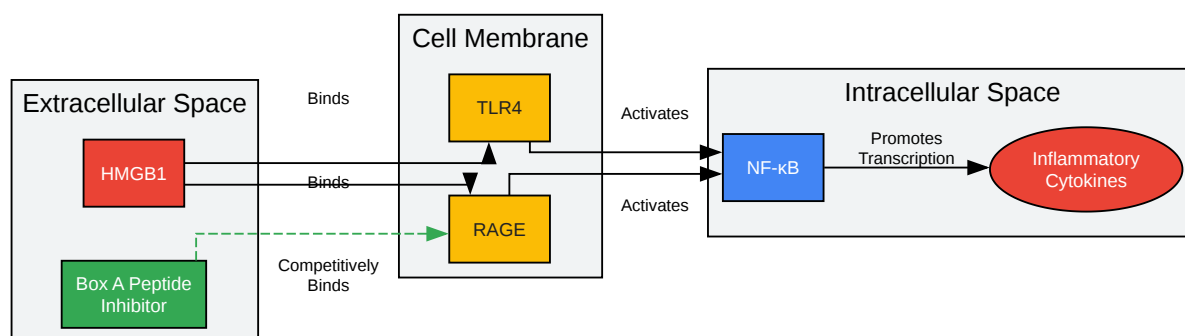 Extracellular Space
HMGB1
Box A Peptide
Inhibitor
Binds
Binds
Competitively
Binds
Cell Membrane
TLR4
RAGE
Activates
Activates
Intracellular Space
NF-κB
Promotes
Transcription
Inflammatory
Cytokines